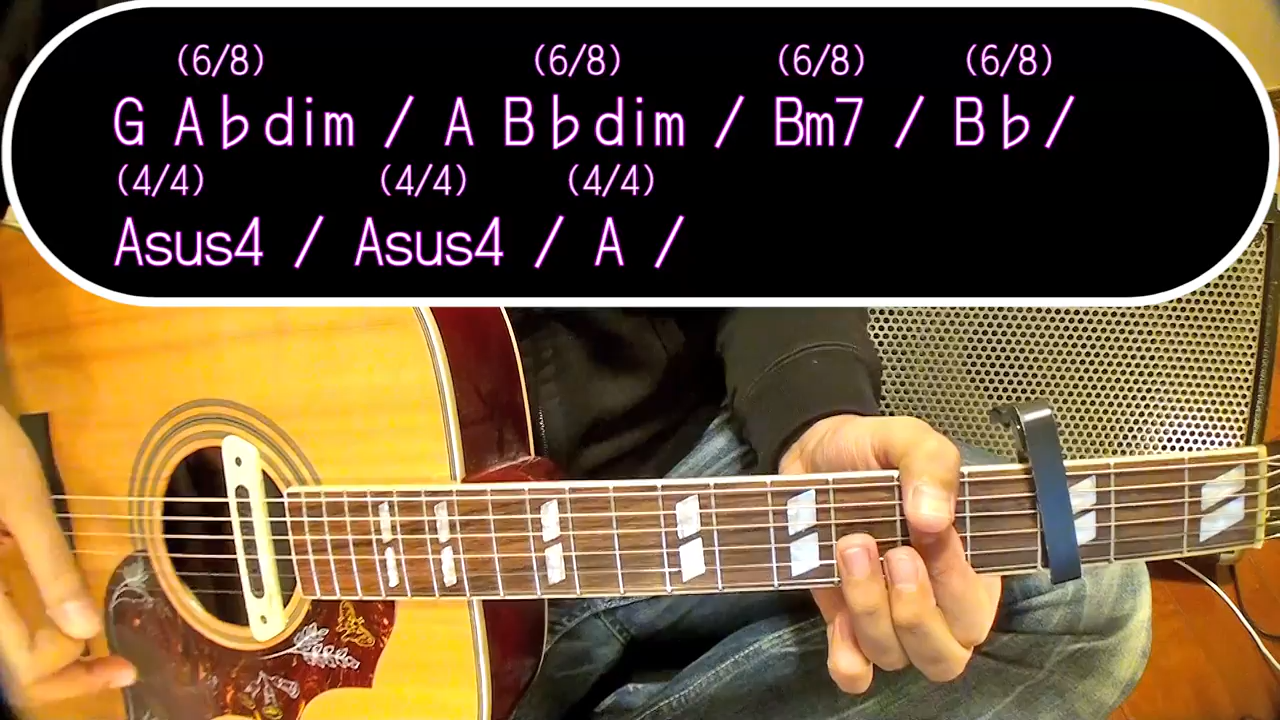 (6/8) (6/8) (6/8) (6/8)
G A♭dim / A B♭dim / Bm7 / B♭/
(4/4) (4/4) (4/4)
Asus4 / Asus4 / A /